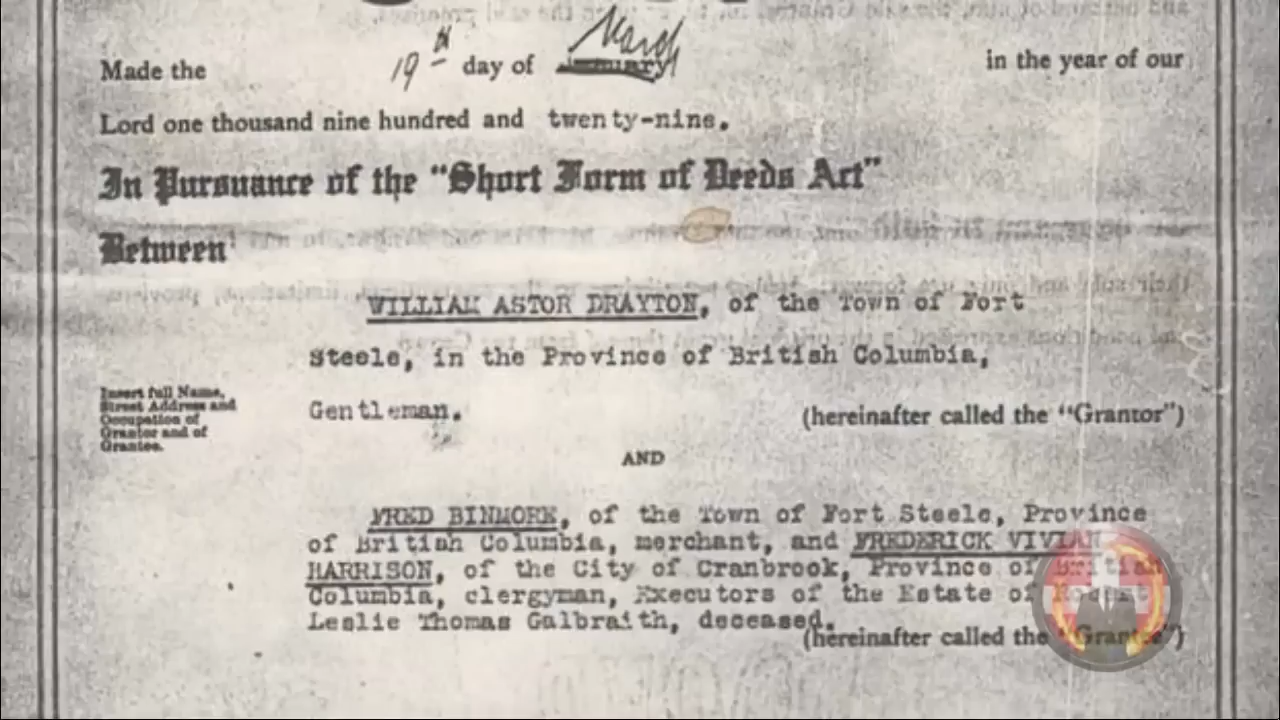 Made the 19th day of March in the year of our
Lord one thousand nine hundred and twenty-nine.
In Pursuance of the "Short Form of Deeds Act"
Between
WILLIAM ASTOR DRAYTON, of the Town of Fort
Steele, in the Province of British Columbia,
Insert full Name,
Street Address and
Occupation of
Grantor and of
Grantee.
Gentleman. (hereinafter called the "Grantor")
AND
FRED BINMORE, of the Town of Fort Steele, Province
of British Columbia, merchant, and FREDERICK VIVIAN
HARRISON, of the City of Cranbrook, Province of British
Columbia, clergyman, Executors of the Estate of
Leslie Thomas Galbraith, deceased.
(hereinafter called the "Grantee")